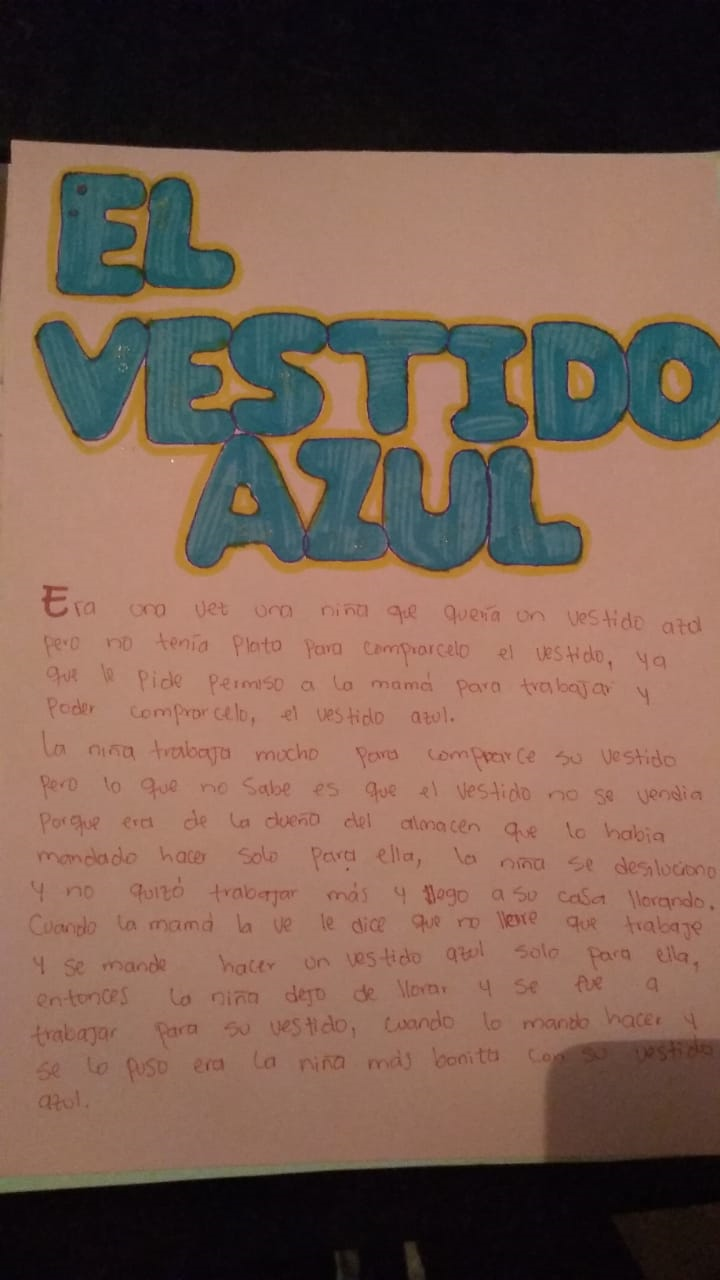 EL
VESTIDO
AZUL
Era una vez una niña que quería un vestido azul
pero no tenía plata para comprarcelo el vestido, ya
que le pide permiso a la mamá para trabajar y
poder comprarcelo, el vestido azul.
La niña trabaja mucho para comprarce su vestido
pero lo que no sabe es que el vestido no se vendia
porque era de la dueña del almacen que lo habia
mandado hacer solo para ella, la niña se desiluciono
y no quizó trabajar más y llego a su casa llorando.
Cuando la mamá la ve le dice que no llore que trabaje
y se mande hacer un vestido azul solo para ella,
entonces la niña dejo de llorar y se fue a
trabajar para su vestido, cuando lo mando hacer y
se lo puso era la niña más bonita con su vestido
azul.